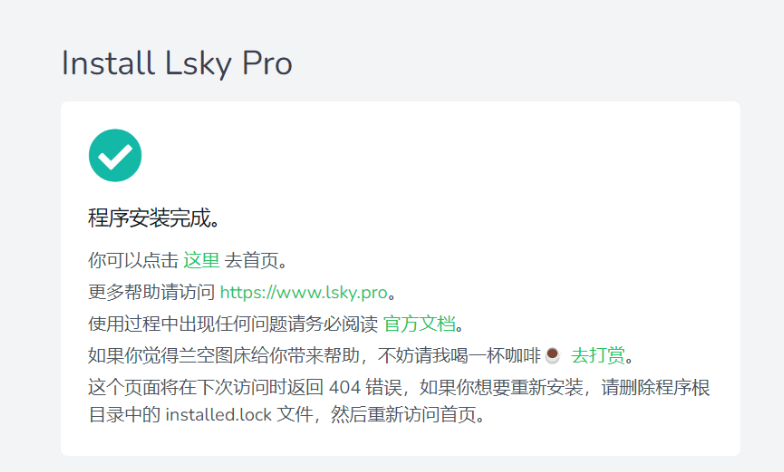 Install Lsky Pro
程序安装完成。
你可以点击 这里 去首页。
更多帮助请访问 https://www.lsky.pro。
使用过程中出现任何问题请务必阅读 官方文档。
如果你觉得兰空图床给你带来帮助，不妨请我喝一杯咖啡☕ 去打赏。
这个页面将在下次访问时返回 404 错误，如果你想要重新安装，请删除程序根
目录中的 installed.lock 文件，然后重新访问首页。